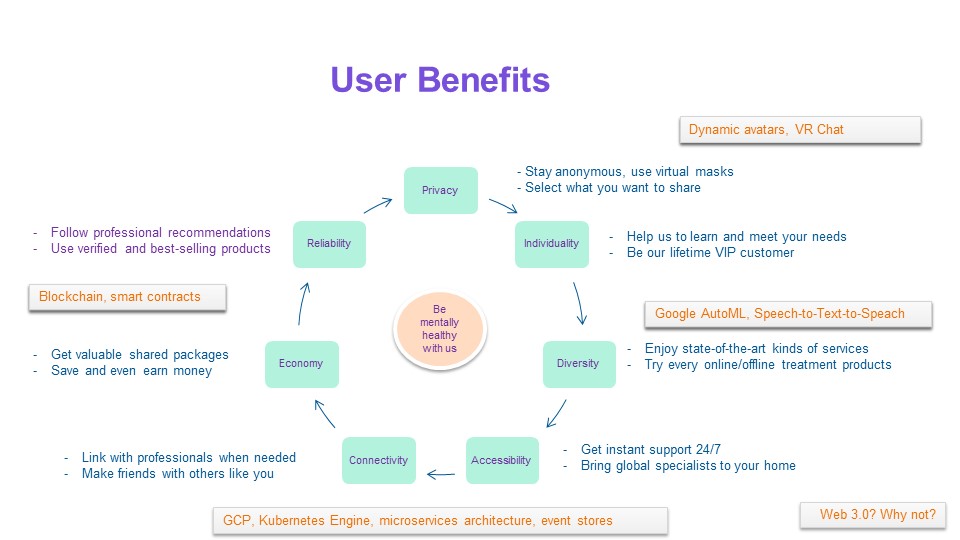 User Benefits
Dynamic avatars, VR Chat
Privacy
- Stay anonymous, use virtual masks
- Select what you want to share
- Follow professional recommendations
- Use verified and best-selling products
Reliability
Individuality
- Help us to learn and meet your needs
- Be our lifetime VIP customer
Blockchain, smart contracts
Be
mentally
healthy
with us
Google AutoML, Speech-to-Text-to-Speach
- Get valuable shared packages
- Save and even earn money
Economy
Diversity
- Enjoy state-of-the-art kinds of services
- Try every online/offline treatment products
- Link with professionals when needed
- Make friends with others like you
Connectivity
Accessibility
- Get instant support 24/7
- Bring global specialists to your home
GCP, Kubernetes Engine, microservices architecture, event stores
Web 3.0? Why not?